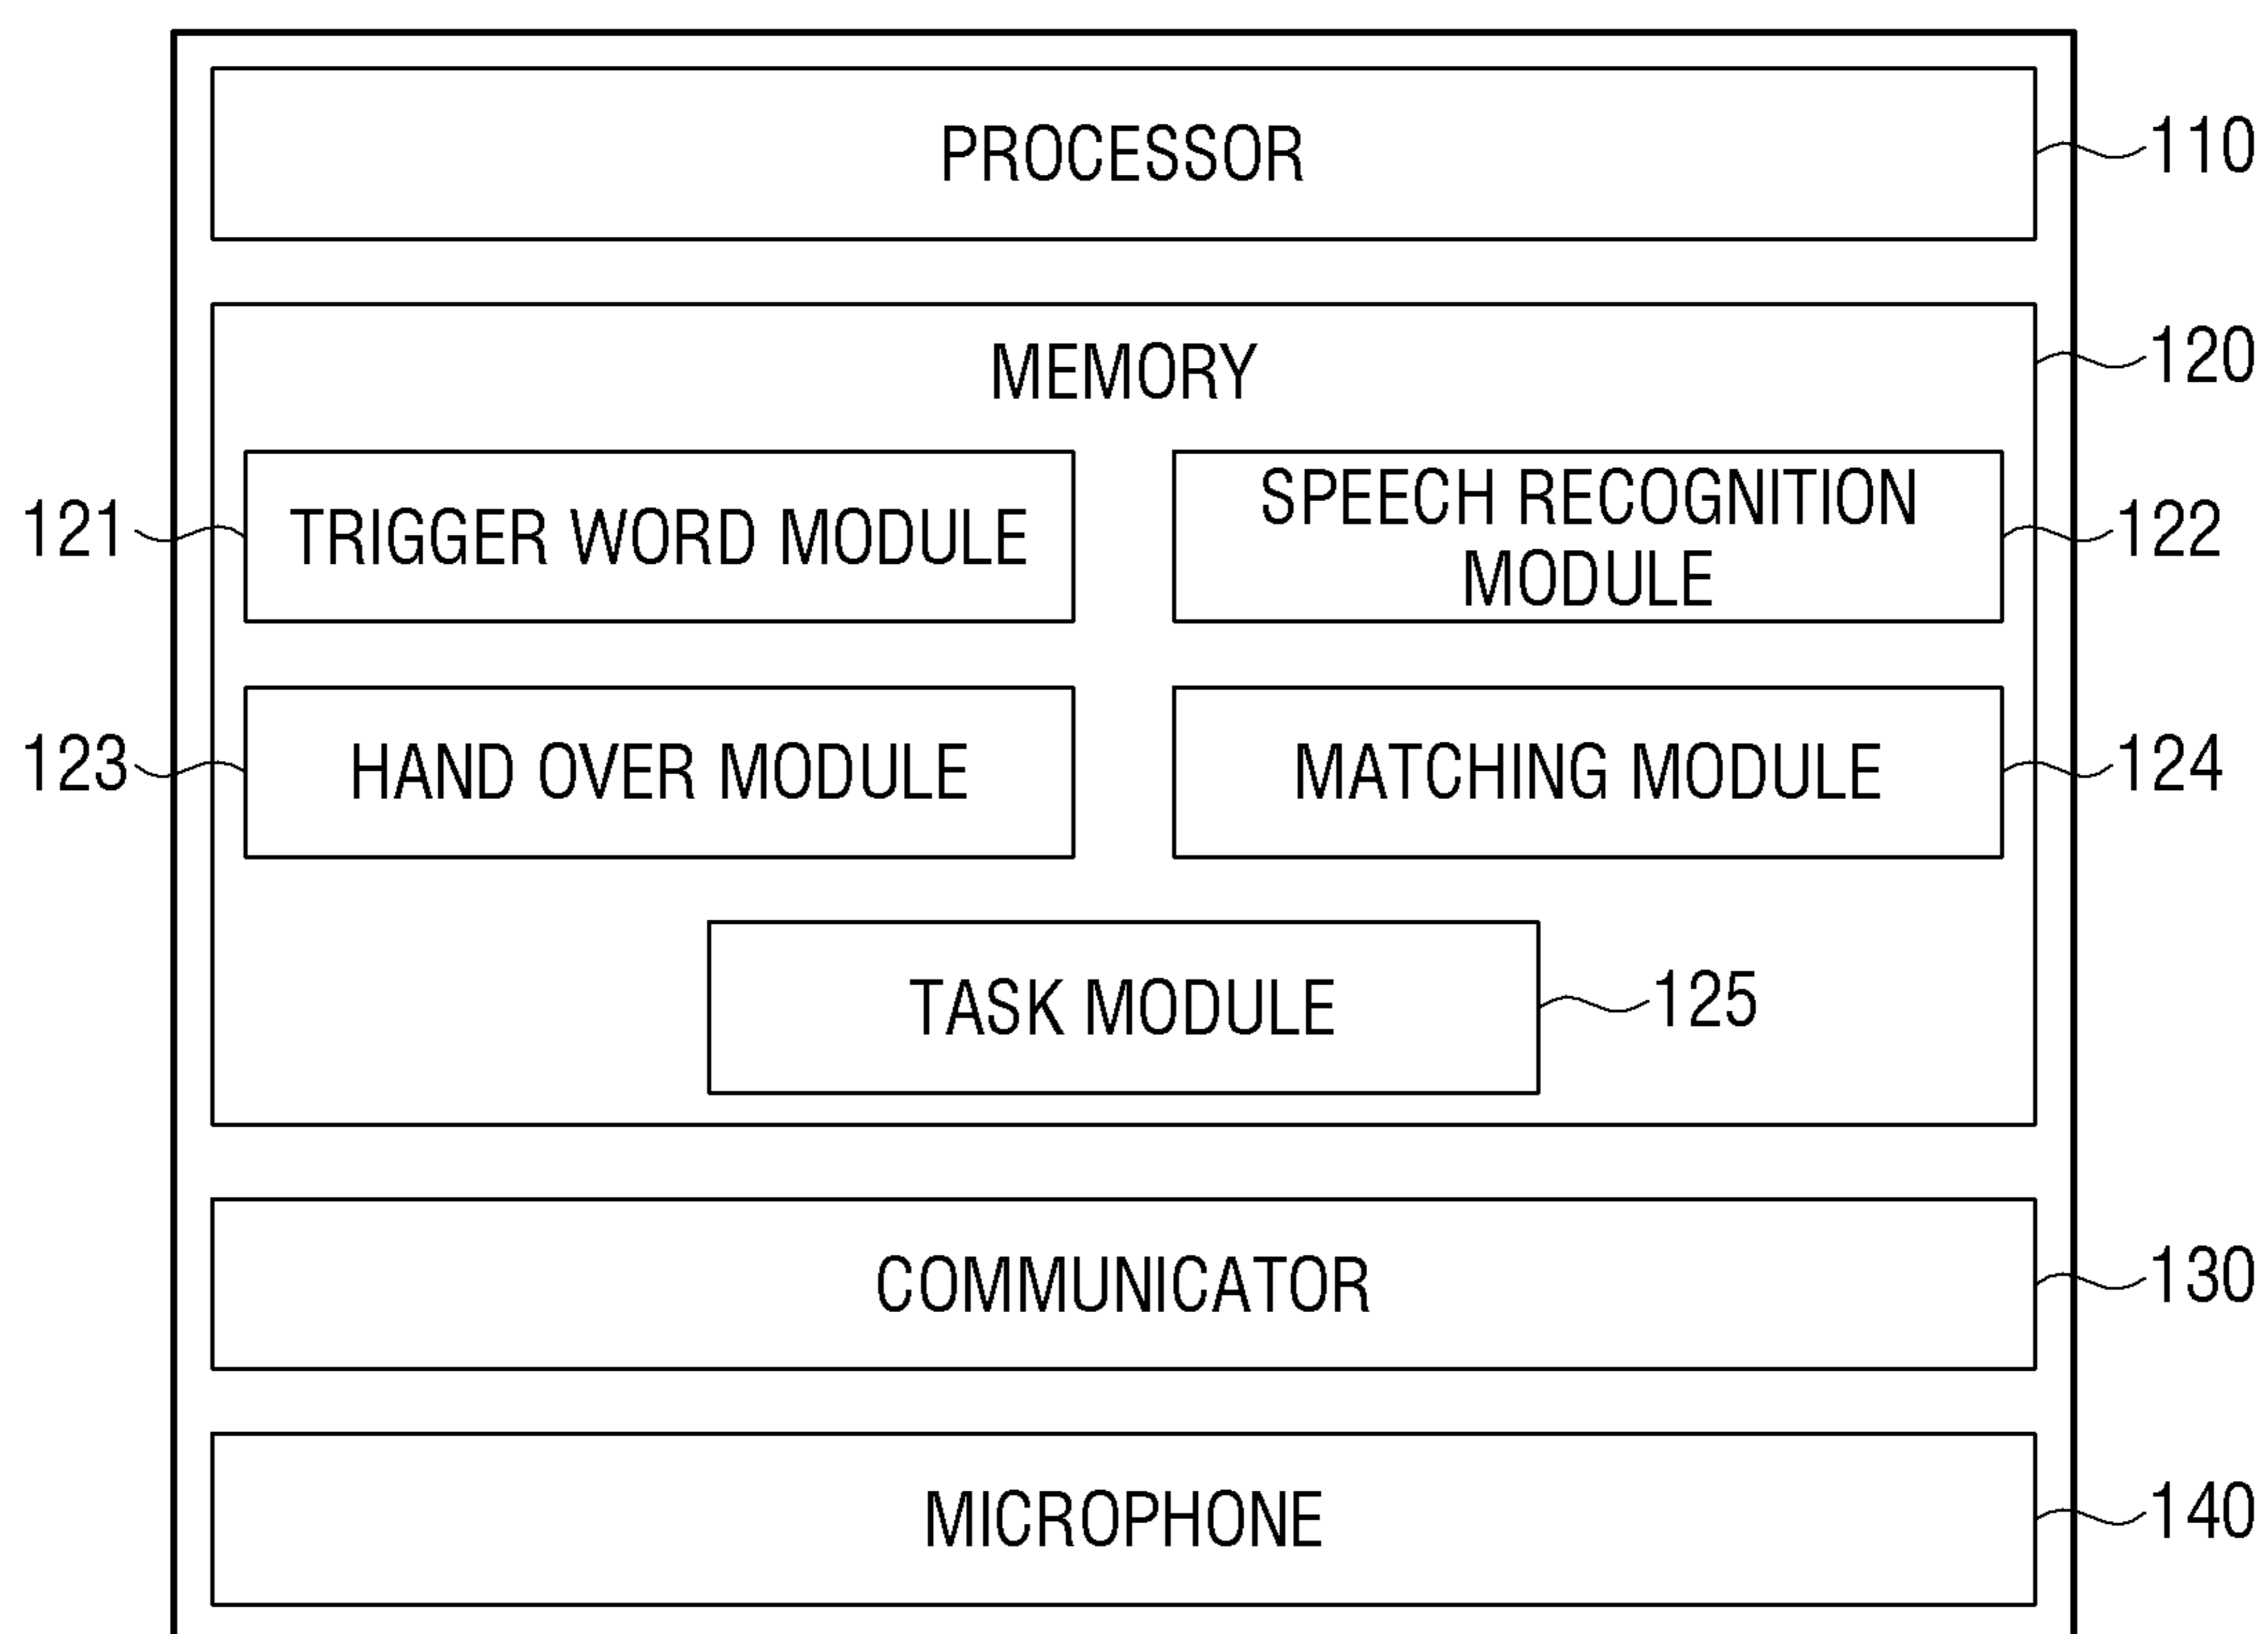 PROCESSOR
110
MEMORY
120
121
TRIGGER WORD MODULE
SPEECH RECOGNITION
MODULE
122
123
HAND OVER MODULE
MATCHING MODULE
124
TASK MODULE
125
COMMUNICATOR
130
MICROPHONE
140